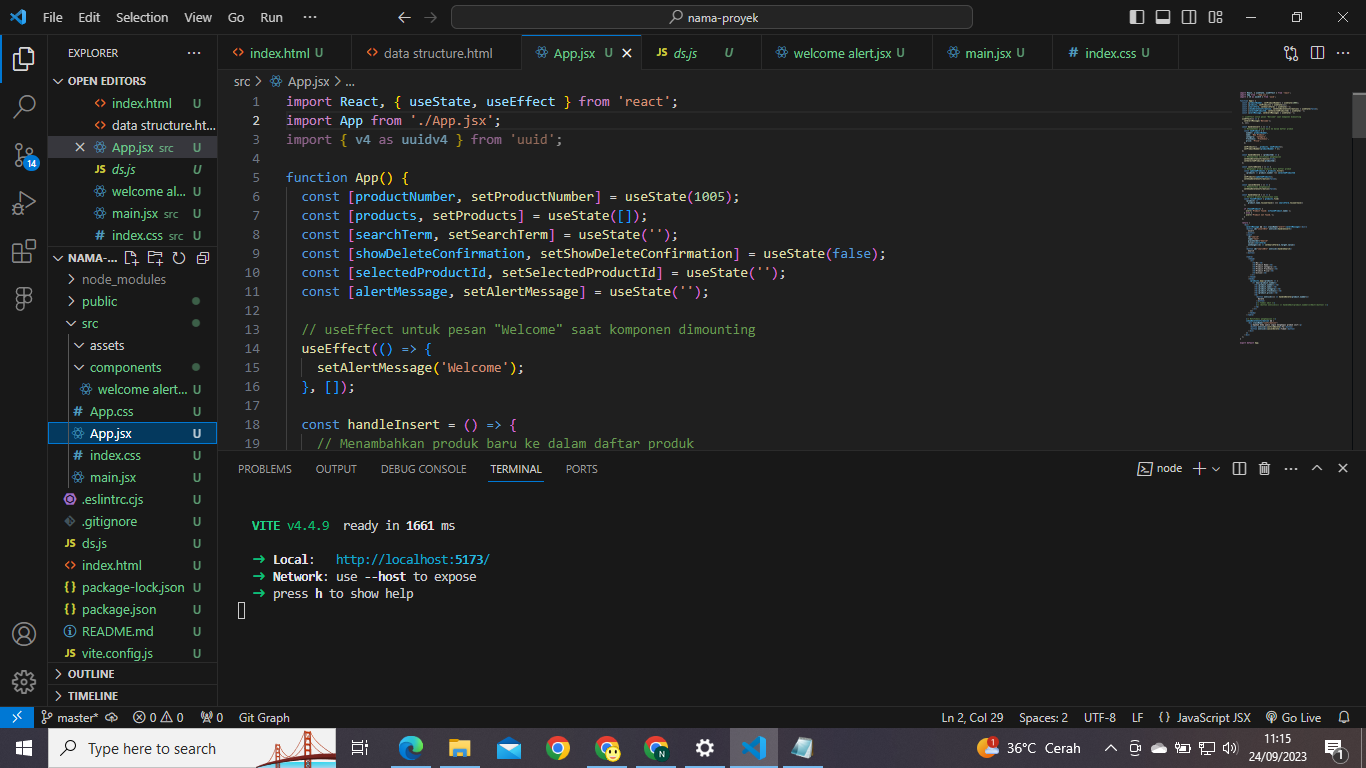 File Edit Selection View Go Run ···
nama-proyek
EXPLORER
OPEN EDITORS
index.html U
data structure.ht...
App.jsx src U
ds.js U
welcome al... U
main.jsx src U
index.css src U
NAMA-...
node_modules
public
src
assets
components
welcome alert... U
App.css U
App.jsx U
index.css U
main.jsx U
.eslintrc.cjs U
.gitignore U
ds.js U
index.html U
package-lock.json U
package.json U
README.md U
vite.config.js U
OUTLINE
TIMELINE
14
index.html U
data structure.html
App.jsx U
ds.js U
welcome alert.jsx U
main.jsx U
index.css U
src > App.jsx > ...
1 import React, { useState, useEffect } from 'react';
2 import App from './App.jsx';
3 import { v4 as uuidv4 } from 'uuid';
4
5 function App() {
6 const [productNumber, setProductNumber] = useState(1005);
7 const [products, setProducts] = useState([]);
8 const [searchTerm, setSearchTerm] = useState('');
9 const [showDeleteConfirmation, setShowDeleteConfirmation] = useState(false);
10 const [selectedProductId, setSelectedProductId] = useState('');
11 const [alertMessage, setAlertMessage] = useState('');
12
13 // useEffect untuk pesan "Welcome" saat komponen dimounting
14 useEffect(() => {
15 setAlertMessage('Welcome');
16 }, []);
17
18 const handleInsert = () => {
19 // Menambahkan produk baru ke dalam daftar produk
PROBLEMS OUTPUT DEBUG CONSOLE TERMINAL PORTS
node
VITE v4.4.9 ready in 1661 ms
➜ Local: http://localhost:5173/
➜ Network: use --host to expose
➜ press h to show help
master* 0 0 0 Git Graph
Ln 2, Col 29 Spaces: 2 UTF-8 LF {} JavaScript JSX Go Live
Type here to search
N
1
36°C Cerah
11:15
24/09/2023
1